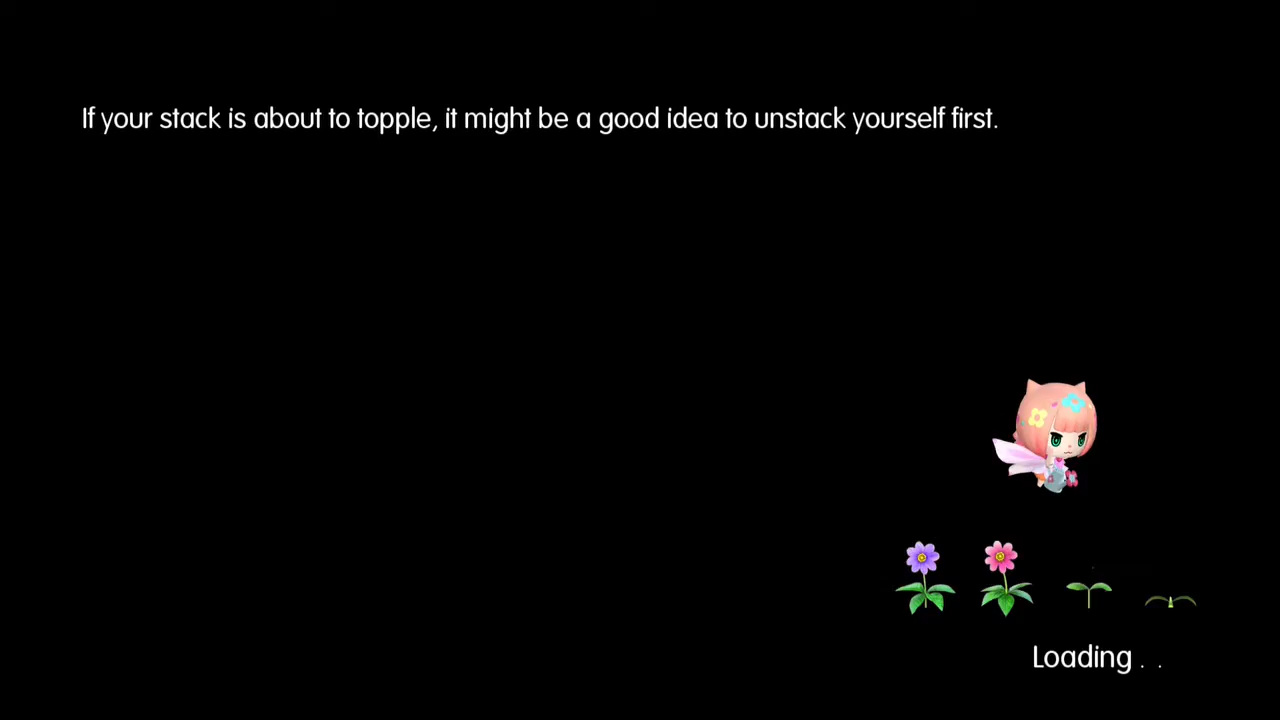 If your stack is about to topple, it might be a good idea to unstack yourself first.
Loading . .